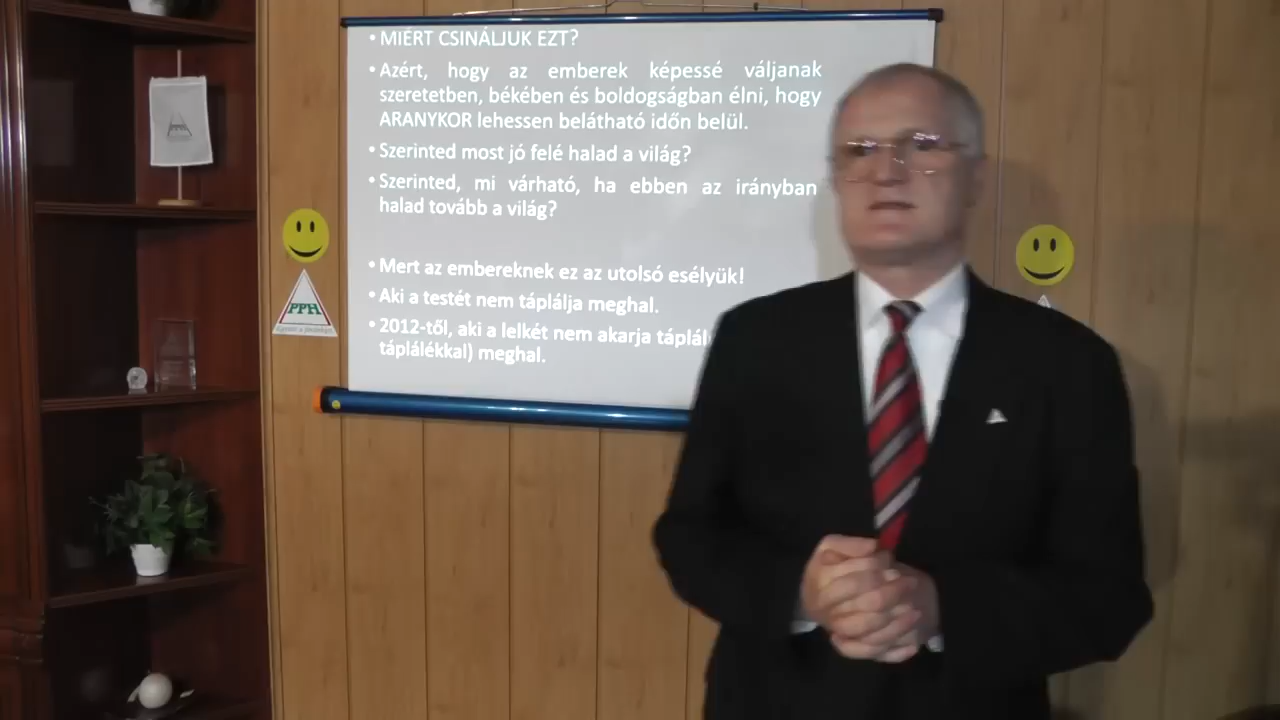 • MIÉRT CSINÁLJUK EZT?
• Azért, hogy az emberek képessé váljanak
szeretetben, békében és boldogságban élni, hogy
ARANYKOR lehessen belátható időn belül.
• Szerinted most jó felé halad a világ?
• Szerinted, mi várható, ha ebben az irányban
halad tovább a világ?
• Mert az embereknek ez az utolsó esélyük!
• Aki a testét nem táplálja meghal.
• 2012-től, aki a lelkét nem akarja táplál
táplálékkal) meghal.
PPH